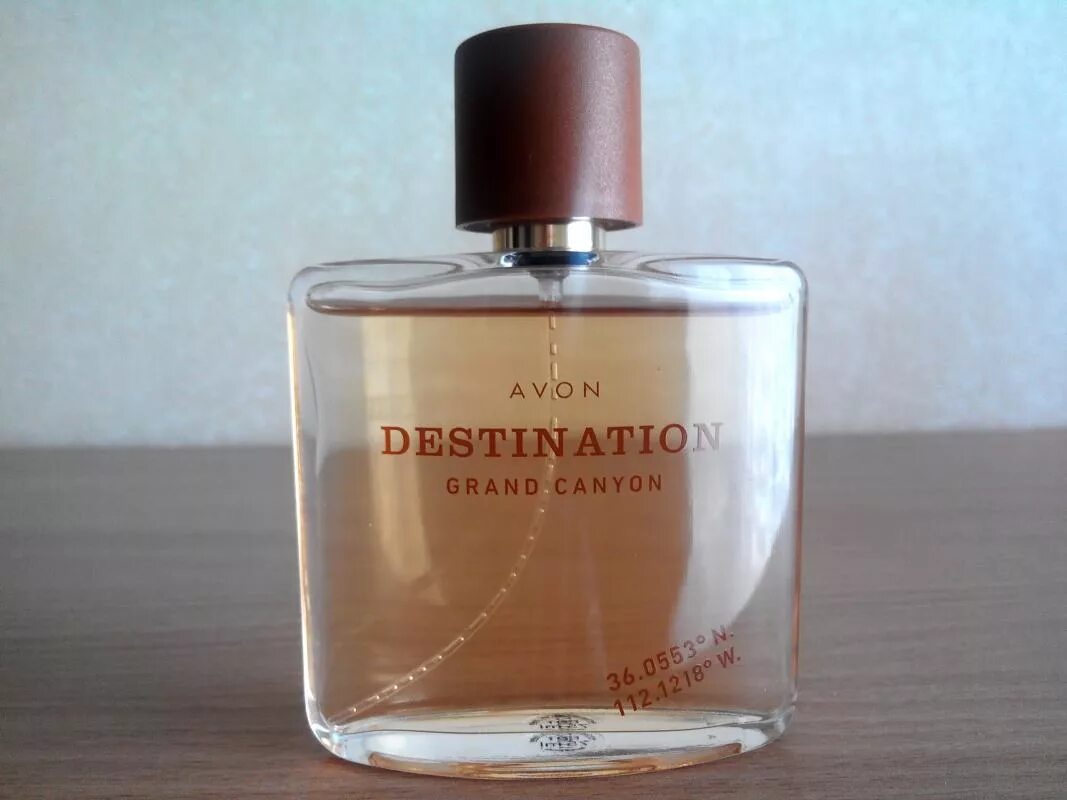 AVON
DESTINATION
GRAND CANYON
36.0553° N.
112.1218° W.